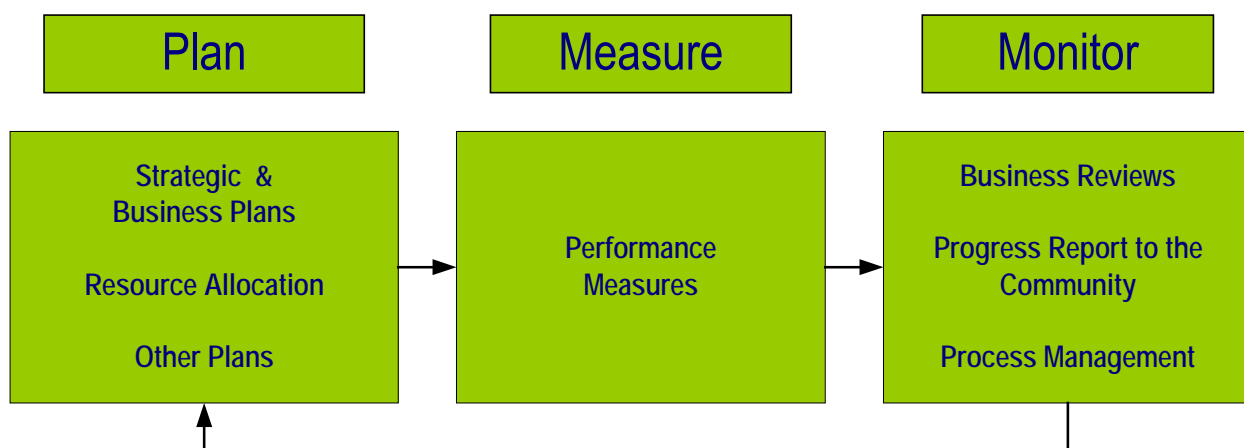 Plan
Measure
Monitor
Strategic &
Business Plans
Resource Allocation
Other Plans
Performance
Measures
Business Reviews
Progress Report to the
Community
Process Management